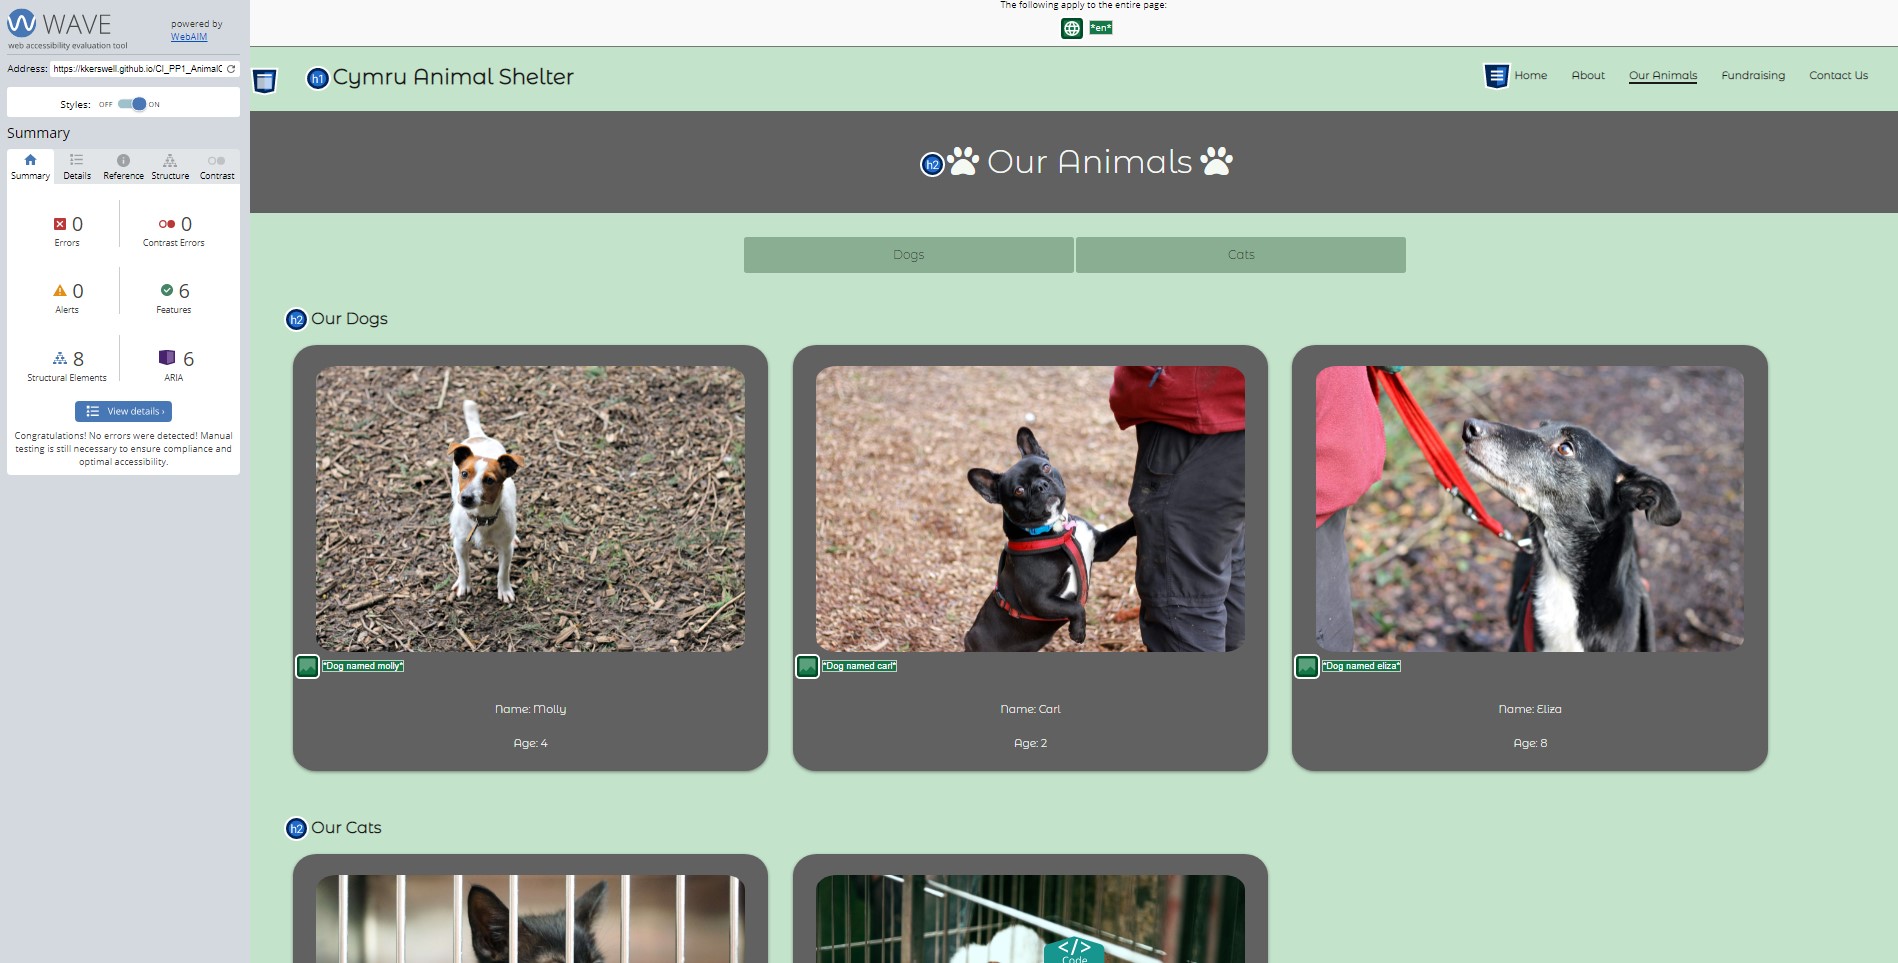 WAVE
web accessibility evaluation tool
powered by
WebAIM
Address: https://kkerswell.github.io/CI_PP1_AnimalC
Styles: OFF ON
Summary
Summary Details Reference Structure Contrast
0
Errors
0
Contrast Errors
0
Alerts
6
Features
8
Structural Elements
6
ARIA
View details ›
Congratulations! No errors were detected! Manual
testing is still necessary to ensure compliance and
optimal accessibility.
The following apply to the entire page:
*en*
h1 Cymru Animal Shelter
Home About Our Animals Fundraising Contact Us
h2 Our Animals
Dogs Cats
h2 Our Dogs
*Dog named molly*
Name: Molly
Age: 4
*Dog named carl*
Name: Carl
Age: 2
*Dog named eliza*
Name: Eliza
Age: 8
h2 Our Cats
</>
Code